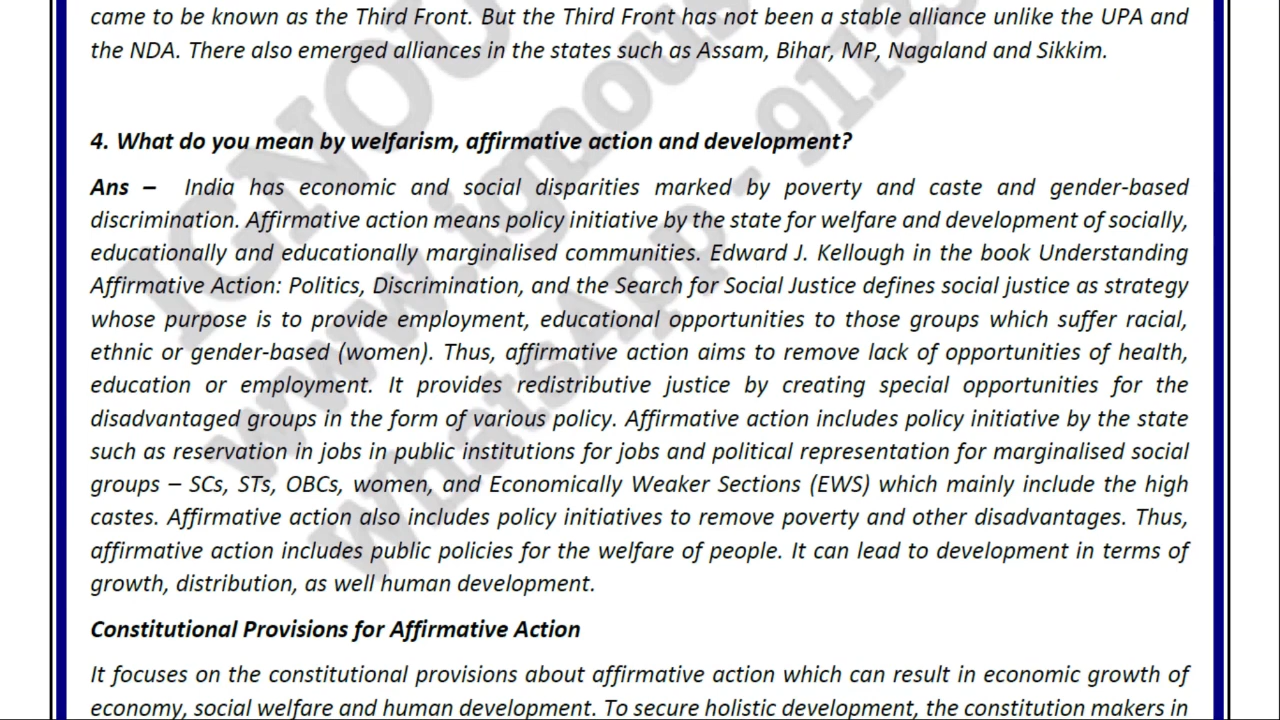 came to be known as the Third Front. But the Third Front has not been a stable alliance unlike the UPA and
the NDA. There also emerged alliances in the states such as Assam, Bihar, MP, Nagaland and Sikkim.
4. What do you mean by welfarism, affirmative action and development?
Ans – India has economic and social disparities marked by poverty and caste and gender-based
discrimination. Affirmative action means policy initiative by the state for welfare and development of socially,
educationally and educationally marginalised communities. Edward J. Kellough in the book Understanding
Affirmative Action: Politics, Discrimination, and the Search for Social Justice defines social justice as strategy
whose purpose is to provide employment, educational opportunities to those groups which suffer racial,
ethnic or gender-based (women). Thus, affirmative action aims to remove lack of opportunities of health,
education or employment. It provides redistributive justice by creating special opportunities for the
disadvantaged groups in the form of various policy. Affirmative action includes policy initiative by the state
such as reservation in jobs in public institutions for jobs and political representation for marginalised social
groups – SCs, STs, OBCs, women, and Economically Weaker Sections (EWS) which mainly include the high
castes. Affirmative action also includes policy initiatives to remove poverty and other disadvantages. Thus,
affirmative action includes public policies for the welfare of people. It can lead to development in terms of
growth, distribution, as well human development.
Constitutional Provisions for Affirmative Action
It focuses on the constitutional provisions about affirmative action which can result in economic growth of
economy, social welfare and human development. To secure holistic development, the constitution makers in
IGNOU
www.ignous
WhatsApp - 9113